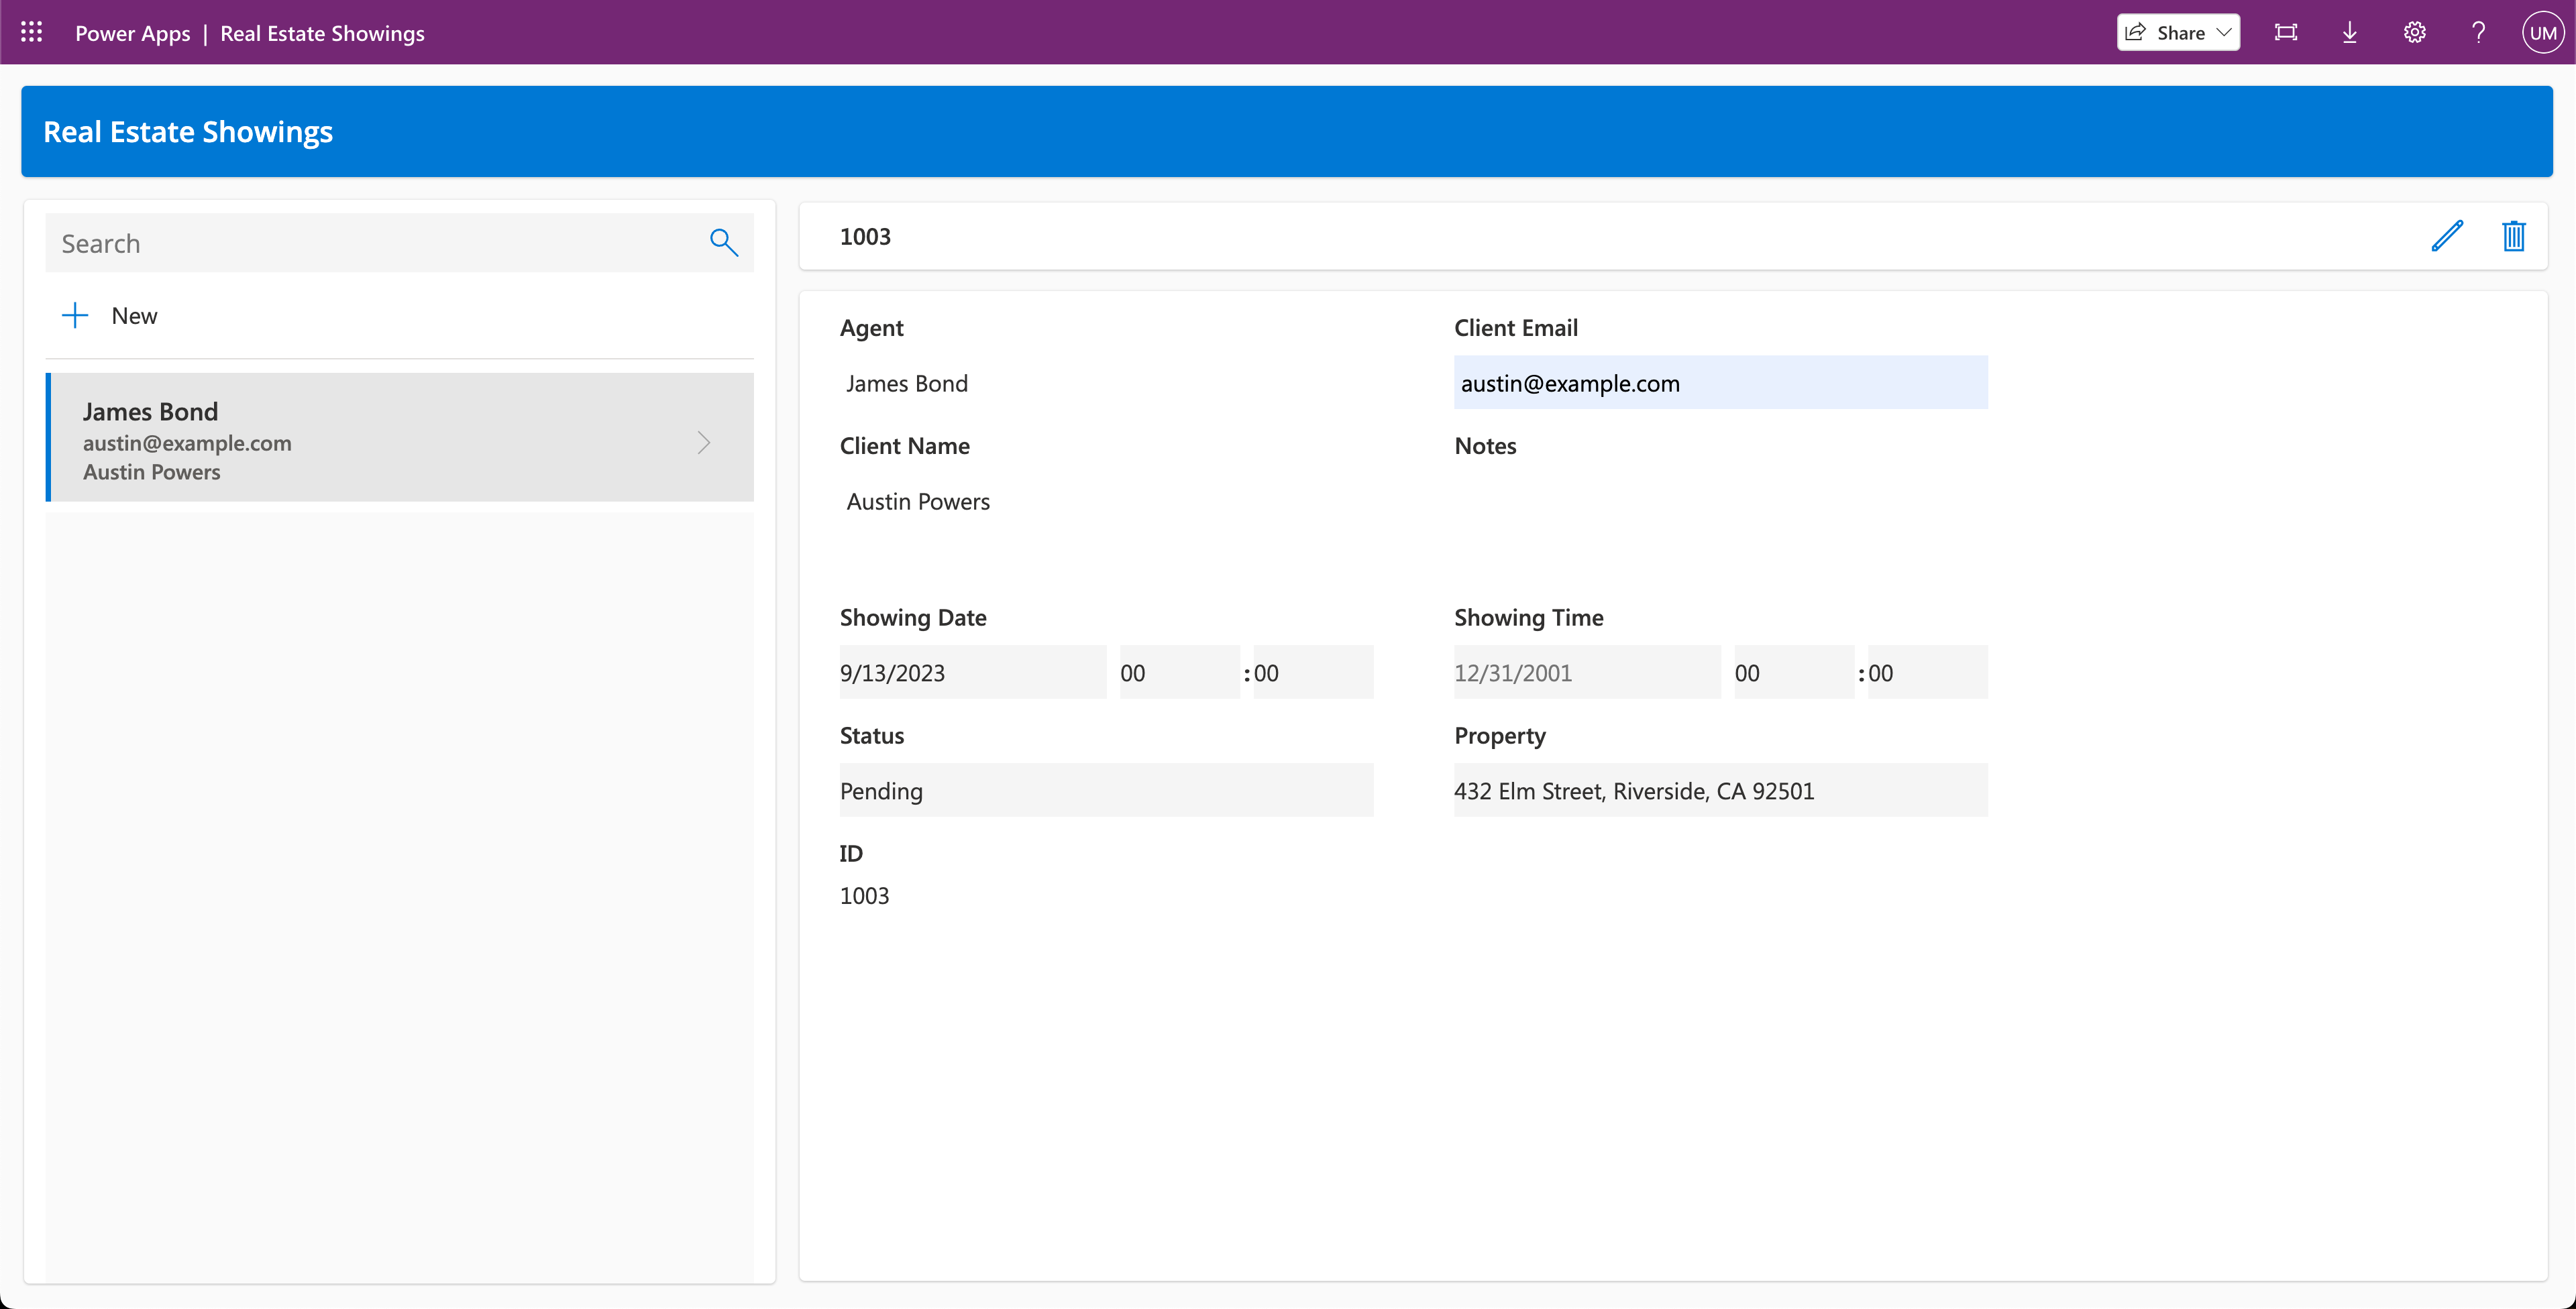 Power Apps | Real Estate Showings
Share
? UM
Real Estate Showings
Search
New
James Bond
austin@example.com
Austin Powers
1003
Agent
James Bond
Client Email
austin@example.com
Client Name
Austin Powers
Notes
Showing Date
9/13/2023 00 :00
Showing Time
12/31/2001 00 :00
Status
Pending
Property
432 Elm Street, Riverside, CA 92501
ID
1003